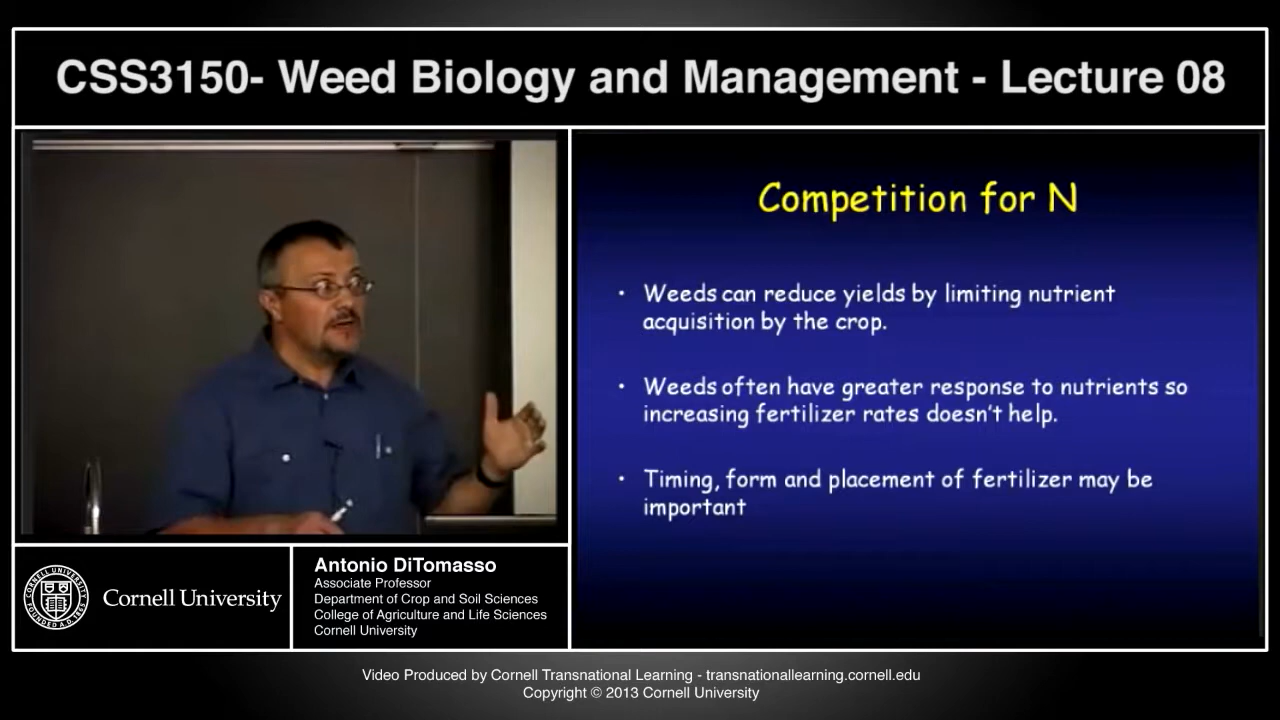 CSS3150- Weed Biology and Management - Lecture 08
Competition for N
• Weeds can reduce yields by limiting nutrient
acquisition by the crop.
• Weeds often have greater response to nutrients so
increasing fertilizer rates doesn't help.
• Timing, form and placement of fertilizer may be
important
Cornell University
Antonio DiTomasso
Associate Professor
Department of Crop and Soil Sciences
College of Agriculture and Life Sciences
Cornell University
Video Produced by Cornell Transnational Learning - transnationallearning.cornell.edu
Copyright © 2013 Cornell University